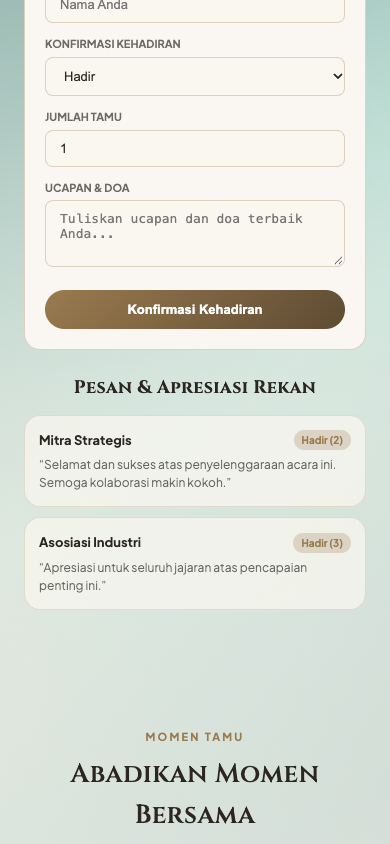 Nama Anda
KONFIRMASI KEHADIRAN
Hadir
JUMLAH TAMU
1
UCAPAN & DOA
Tuliskan ucapan dan doa terbaik
Anda...
Konfirmasi Kehadiran
Pesan & Apresiasi Rekan
Mitra Strategis
Hadir (2)
"Selamat dan sukses atas penyelenggaraan acara ini.
Semoga kolaborasi makin kokoh."
Asosiasi Industri
Hadir (3)
"Apresiasi untuk seluruh jajaran atas pencapaian
penting ini."
MOMEN TAMU
Abadikan Momen
Bersama